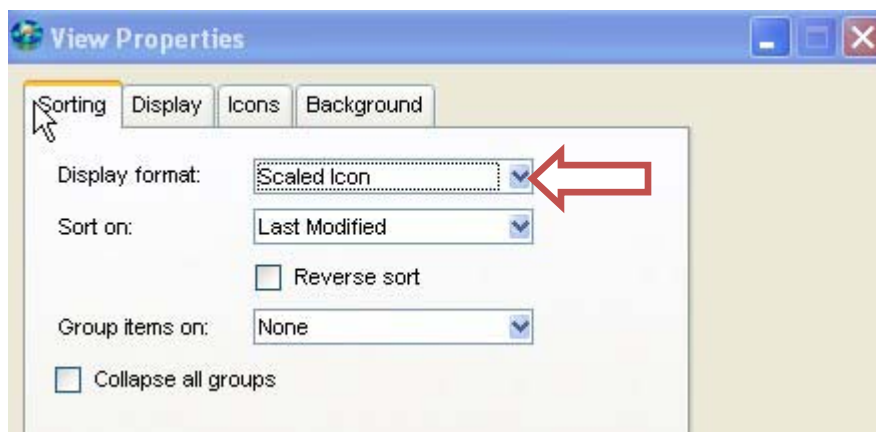 View Properties
Sorting Display Icons Background
Display format: Scaled Icon
Sort on: Last Modified
Reverse sort
Group items on: None
Collapse all groups